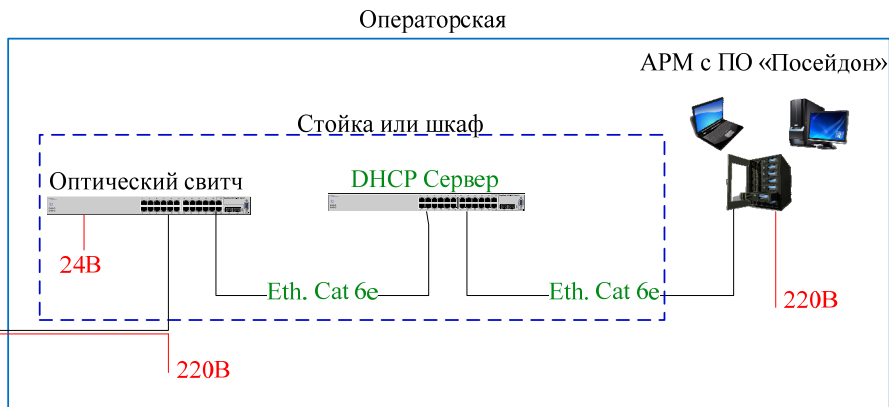 Операторская
АРМ с ПО «Посейдон»
Стойка или шкаф
Оптический свитч
DHCP Сервер
24В
Eth. Cat 6e
Eth. Cat 6e
220В
220В